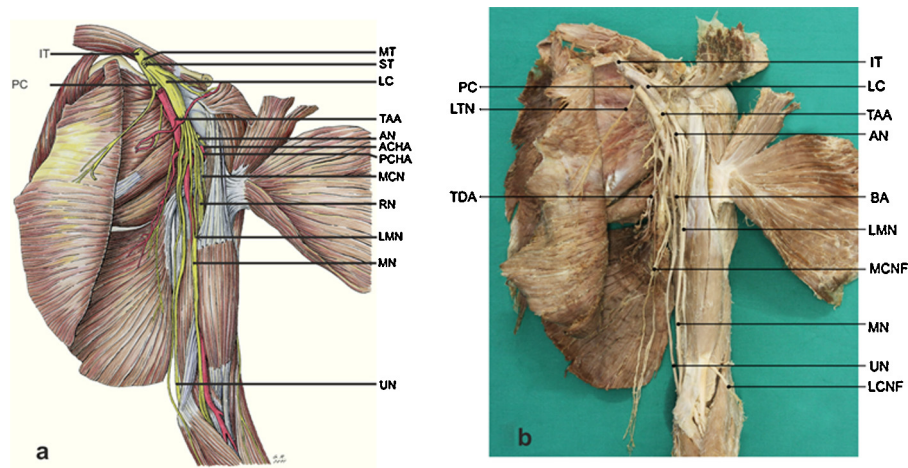 IT
PC
MT
ST
LC
TAA
AN
ACHA
PCHA
MCN
RN
LMN
MN
UN
a
PC
LTN
TDA
IT
LC
TAA
AN
BA
LMN
MCNF
MN
UN
LCNF
b